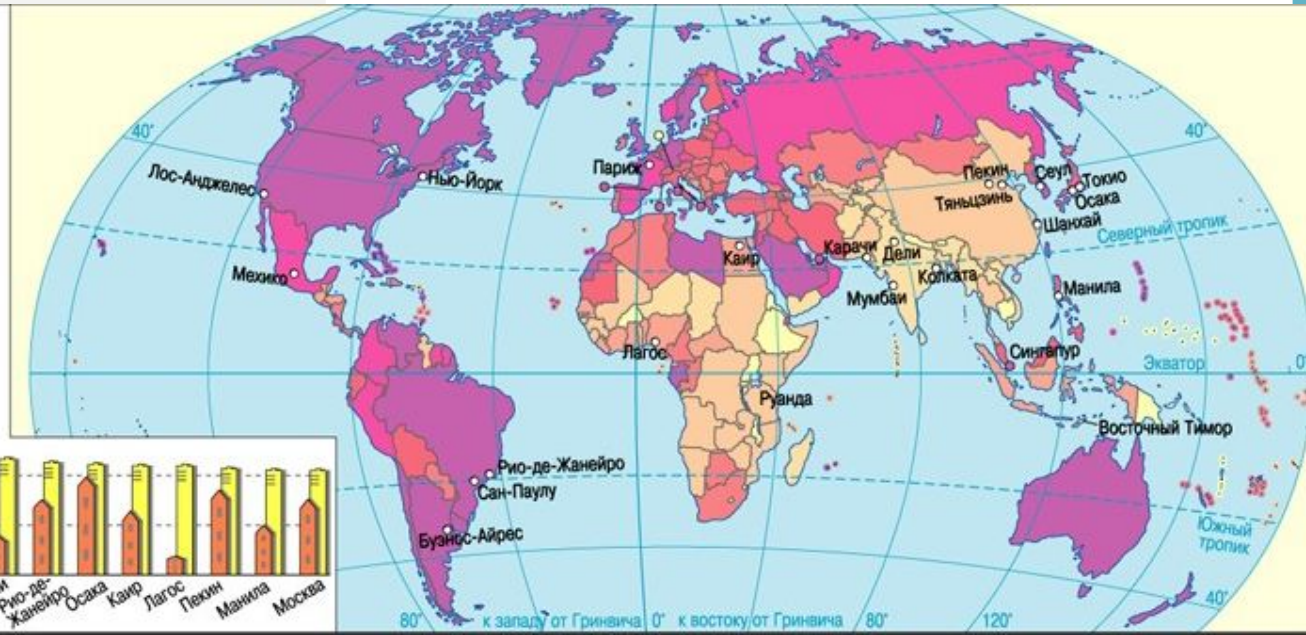 40°
40°
Лос-Анджелес
Нью-Йорк
Париж
Пекин
Сеул
Токио
Тяньцзинь
Осака
Шанхай
Северный тропик
Мехико
Каир
Карачи
Дели
Колката
Мумбаи
Манила
Лагос
Сингапур
Экватор
0
Руанда
Восточный Тимор
Рио-де-Жанейро
Сан-Паулу
Буэнос-Айрес
Южный
тропик
и
Рио-де-
Жанейро
Осака
Каир
Лагос
Пекин
Манила
Москва
80°
к западу от Гринвича
0°
к востоку от Гринвича
80°
120°
40°